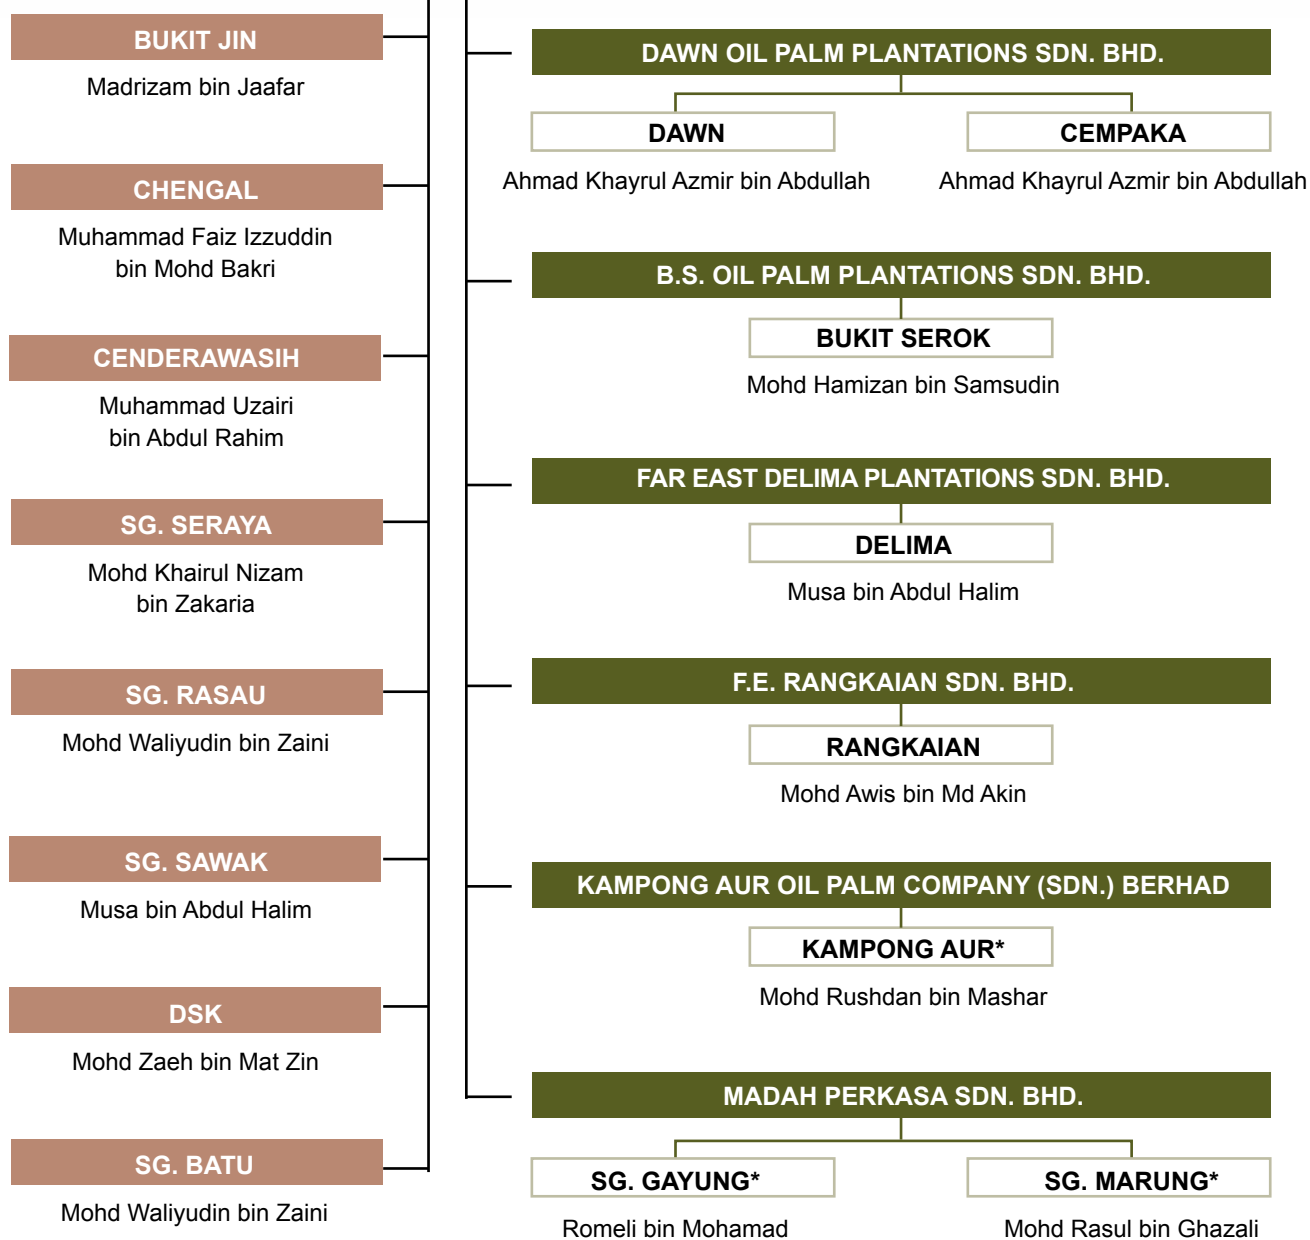 BUKIT JIN
Madrizam bin Jaafar
CHENGAL
Muhammad Faiz Izzuddin
bin Mohd Bakri
CENDERAWASIH
Muhammad Uzairi
bin Abdul Rahim
SG. SERAYA
Mohd Khairul Nizam
bin Zakaria
SG. RASAU
Mohd Waliyudin bin Zaini
SG. SAWAK
Musa bin Abdul Halim
DSK
Mohd Zaeh bin Mat Zin
SG. BATU
Mohd Waliyudin bin Zaini
DAWN OIL PALM PLANTATIONS SDN. BHD.
DAWN
Ahmad Khayrul Azmir bin Abdullah
CEMPAKA
Ahmad Khayrul Azmir bin Abdullah
B.S. OIL PALM PLANTATIONS SDN. BHD.
BUKIT SEROK
Mohd Hamizan bin Samsudin
FAR EAST DELIMA PLANTATIONS SDN. BHD.
DELIMA
Musa bin Abdul Halim
F.E. RANGKAIAN SDN. BHD.
RANGKAIAN
Mohd Awis bin Md Akin
KAMPONG AUR OIL PALM COMPANY (SDN.) BERHAD
KAMPONG AUR*
Mohd Rushdan bin Mashar
MADAH PERKASA SDN. BHD.
SG. GAYUNG*
Romeli bin Mohamad
SG. MARUNG*
Mohd Rasul bin Ghazali